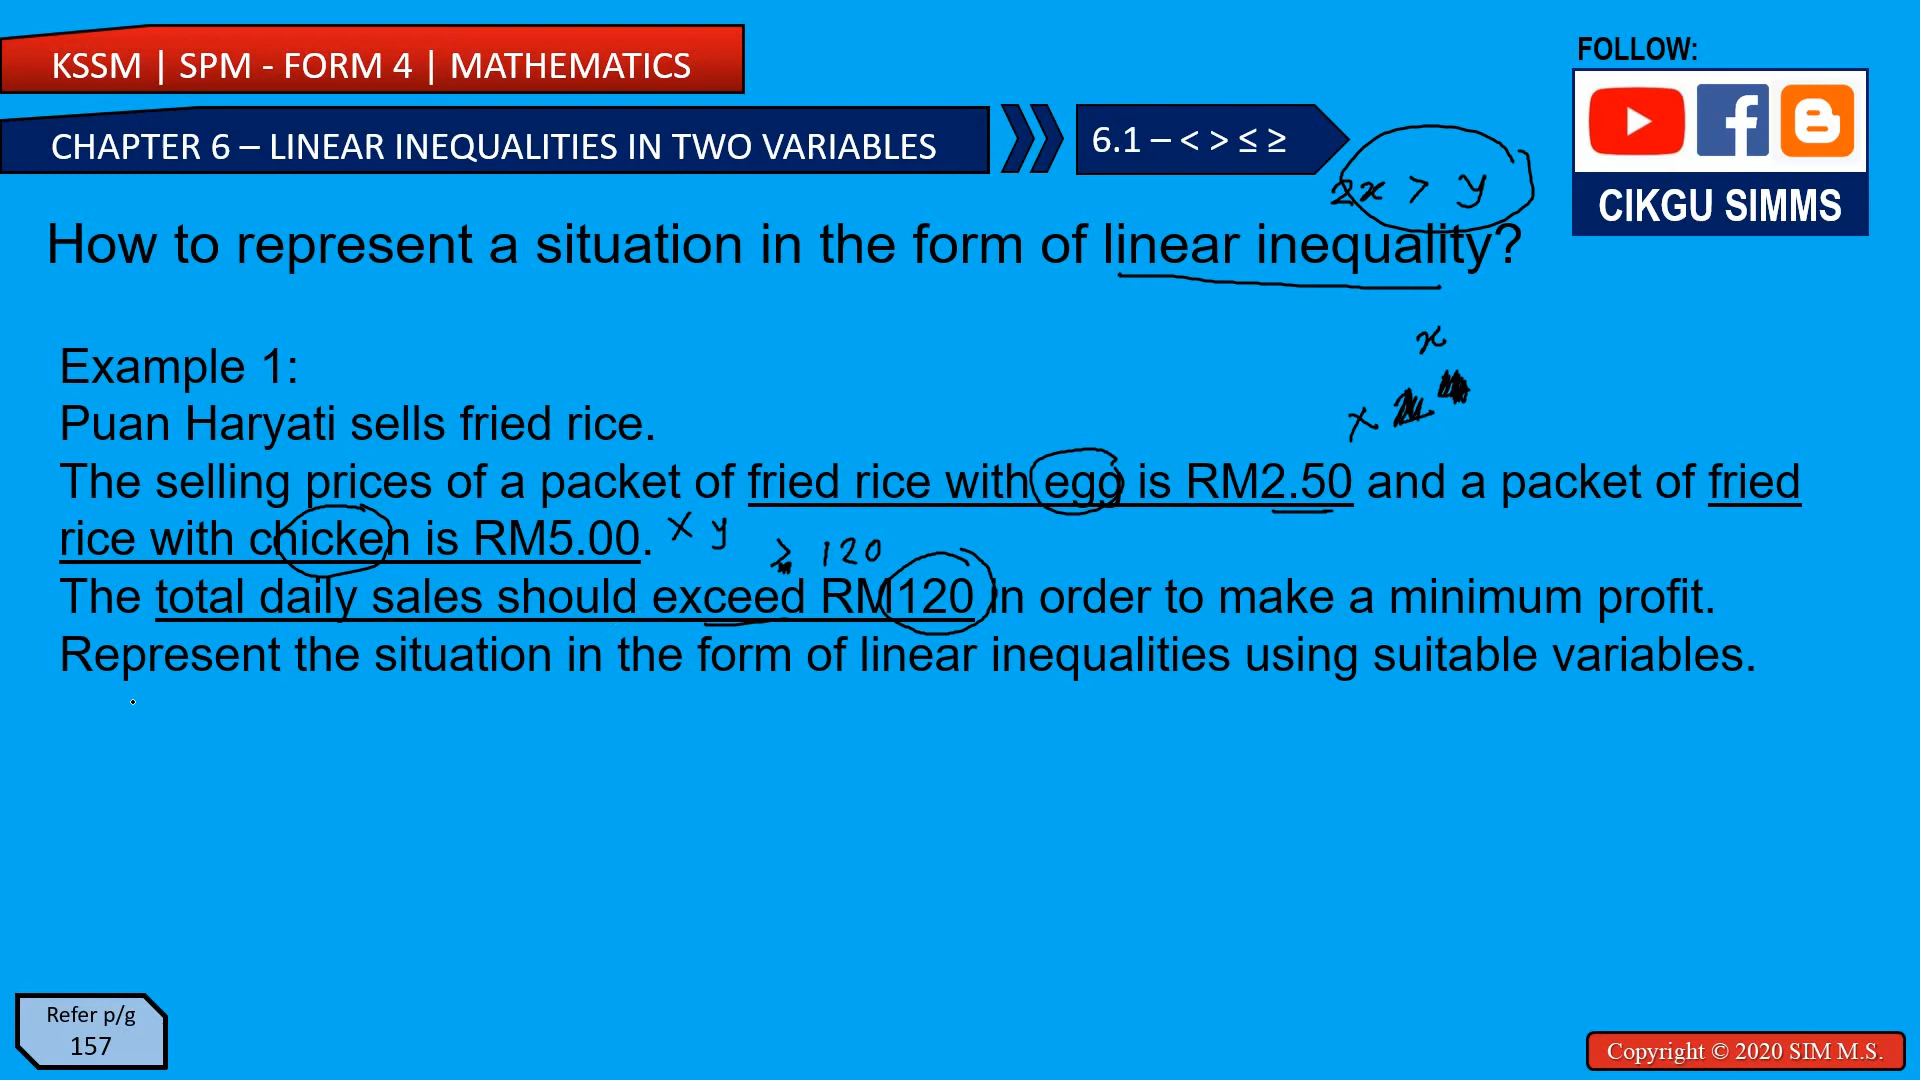 FOLLOW:
KSSM | SPM - FORM 4 | MATHEMATICS
CHAPTER 6 – LINEAR INEQUALITIES IN TWO VARIABLES
6.1 – < > ≤ ≥
2x > y
CIKGU SIMMS
How to represent a situation in the form of linear inequality?
x
Example 1:
x
Puan Haryati sells fried rice.
The selling prices of a packet of fried rice with egg is RM2.50 and a packet of fried
rice with chicken is RM5.00. x y
> 120
The total daily sales should exceed RM120 in order to make a minimum profit.
Represent the situation in the form of linear inequalities using suitable variables.
Refer p/g
157
Copyright © 2020 SIM M.S.